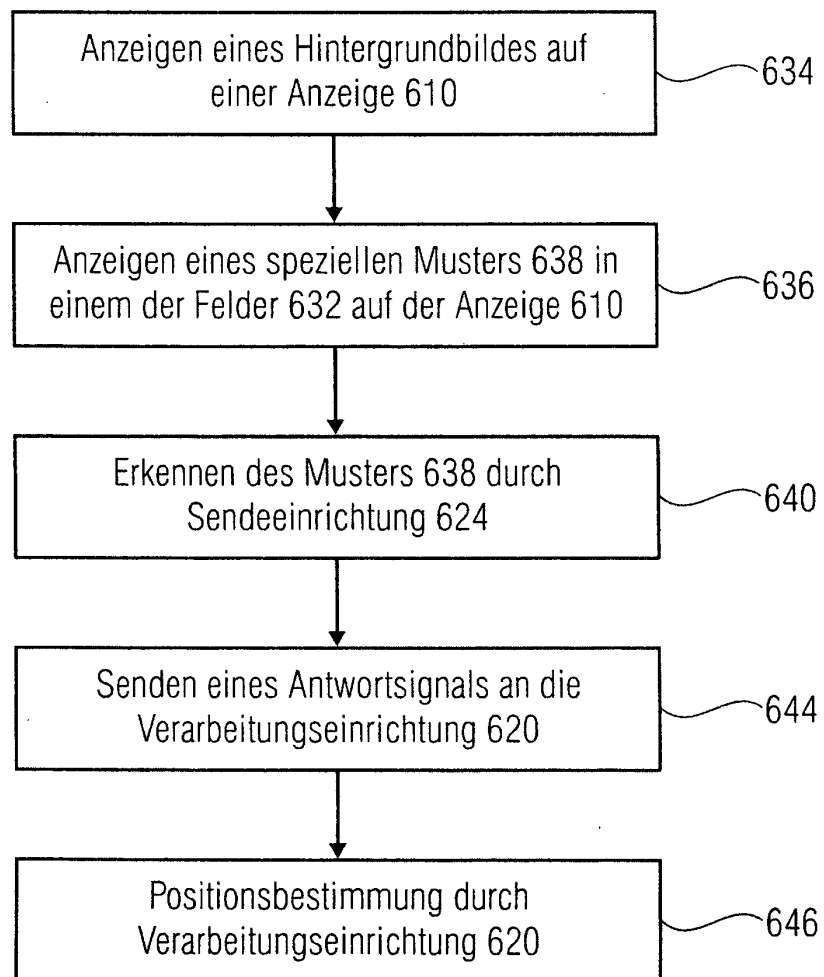 Anzeigen eines Hintergrundbildes auf
einer Anzeige 610
634
Anzeigen eines speziellen Musters 638 in
einem der Felder 632 auf der Anzeige 610
636
Erkennen des Musters 638 durch
Sendeeinrichtung 624
640
Senden eines Antwortsignals an die
Verarbeitungseinrichtung 620
644
Positionsbestimmung durch
Verarbeitungseinrichtung 620
646